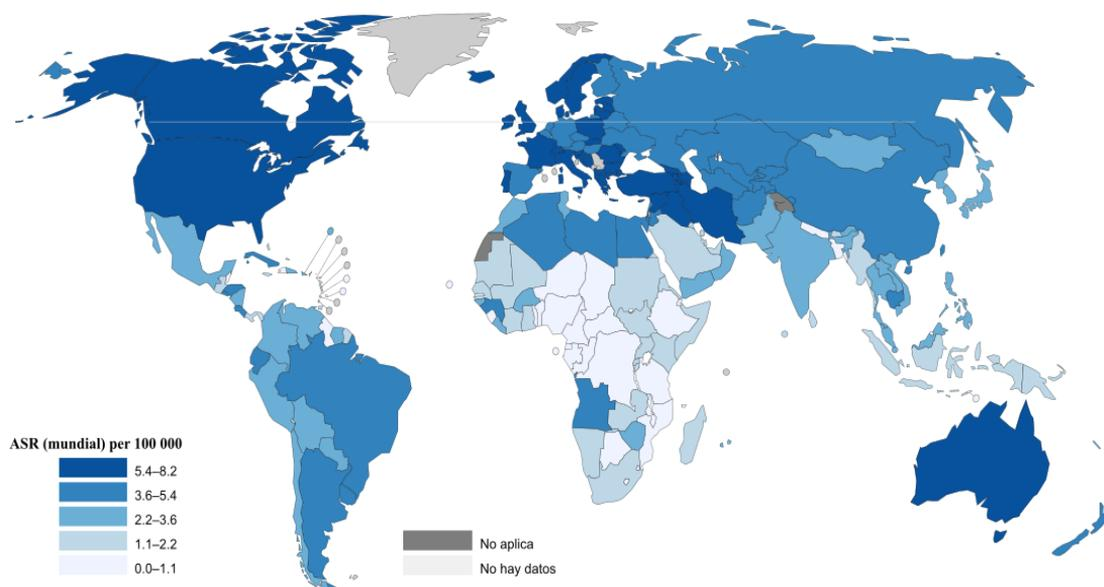 ASR (mundial) per 100 000
5.4–8.2
3.6–5.4
2.2–3.6
1.1–2.2
0.0–1.1
No aplica
No hay datos